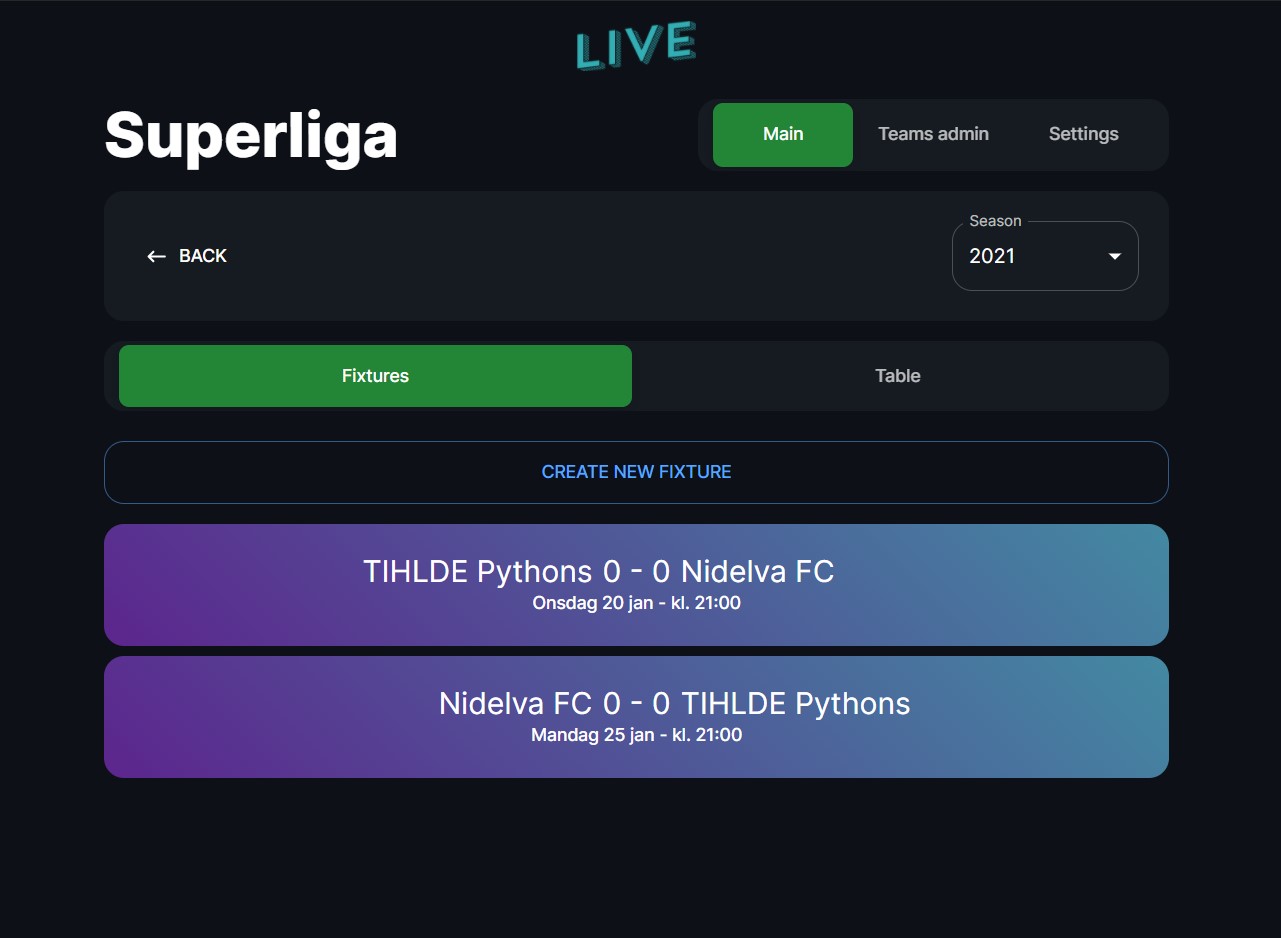 LIVE
Superliga
Main Teams admin Settings
Season
BACK 2021
Fixtures Table
CREATE NEW FIXTURE
TIHLDE Pythons 0 - 0 Nidelva FC
Onsdag 20 jan - kl. 21:00
Nidelva FC 0 - 0 TIHLDE Pythons
Mandag 25 jan - kl. 21:00